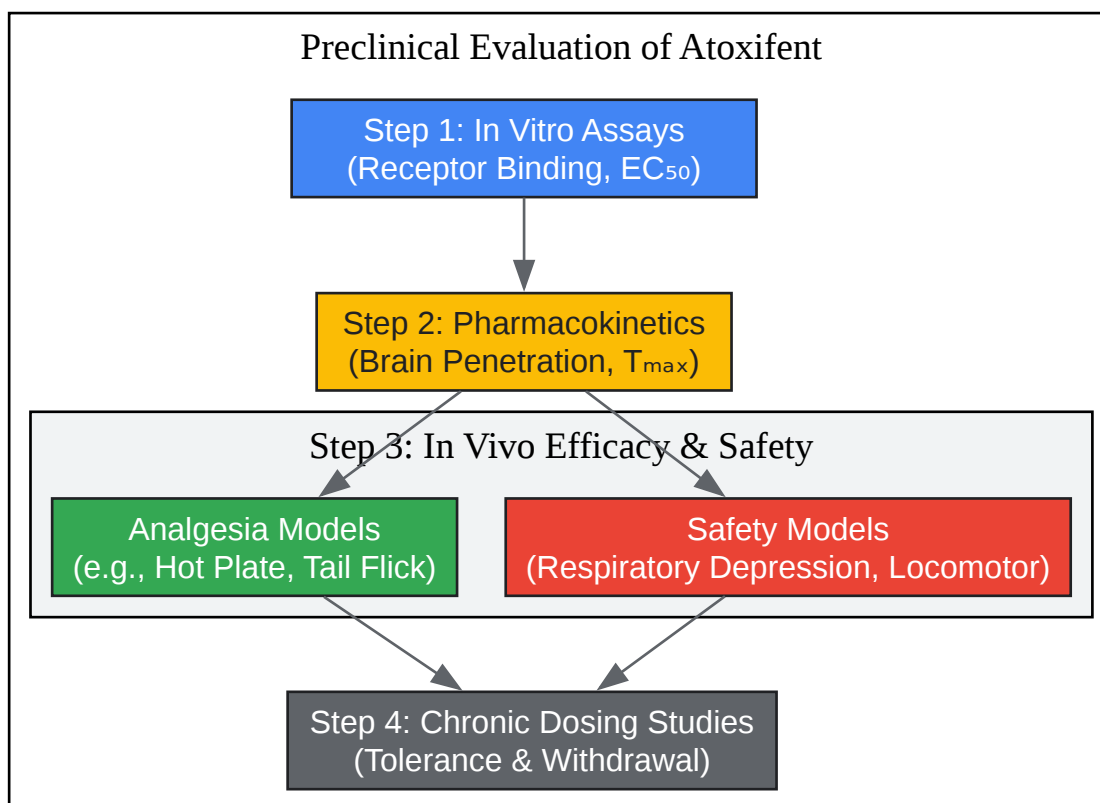 Preclinical Evaluation of Atoxifent
Step 1: In Vitro Assays
(Receptor Binding, EC₅₀)
Step 2: Pharmacokinetics
(Brain Penetration, Tₘₐₓ)
Step 3: In Vivo Efficacy & Safety
Analgesia Models
(e.g., Hot Plate, Tail Flick)
Safety Models
(Respiratory Depression, Locomotor)
Step 4: Chronic Dosing Studies
(Tolerance & Withdrawal)